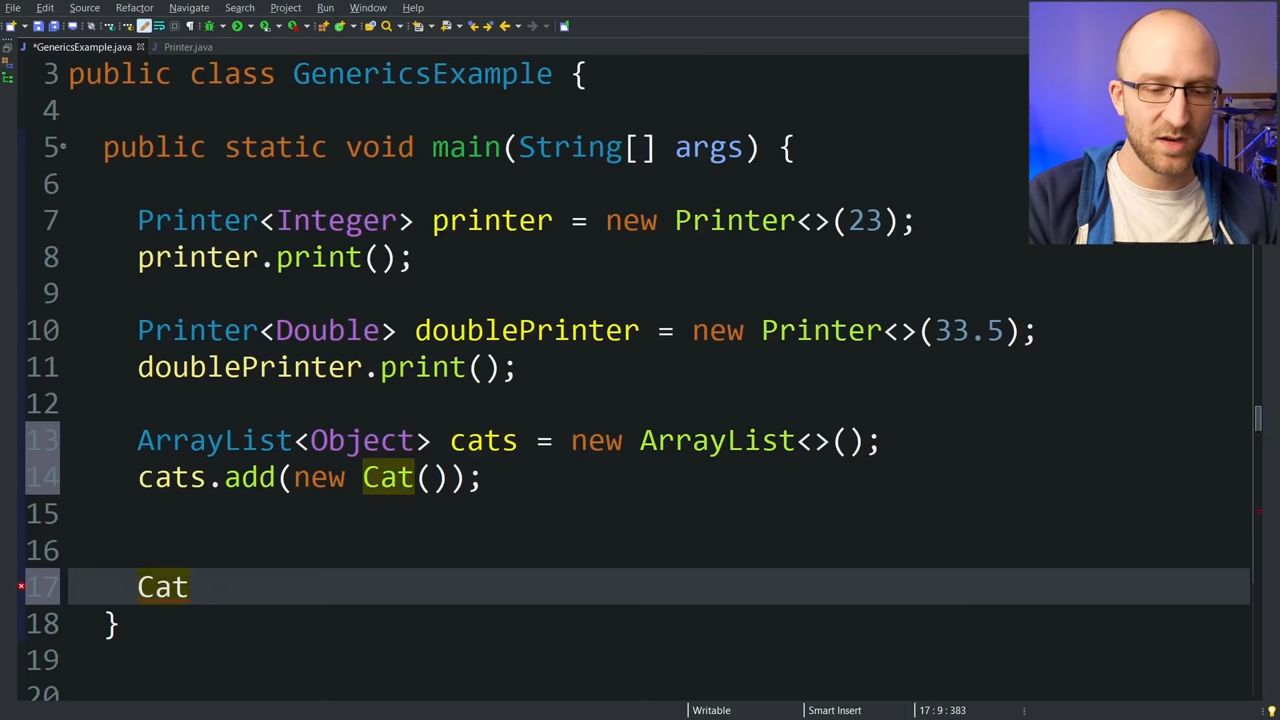 File Edit Source Refactor Navigate Search Project Run Window Help
*GenericsExample.java Printer.java
3 public class GenericsExample {
4
5 public static void main(String[] args) {
6
7 Printer<Integer> printer = new Printer<>(23);
8 printer.print();
9
10 Printer<Double> doublePrinter = new Printer<>(33.5);
11 doublePrinter.print();
12
13 ArrayList<Object> cats = new ArrayList<>();
14 cats.add(new Cat());
15
16
17 Cat
18 }
19
20
Writable Smart Insert 17 : 9 : 383